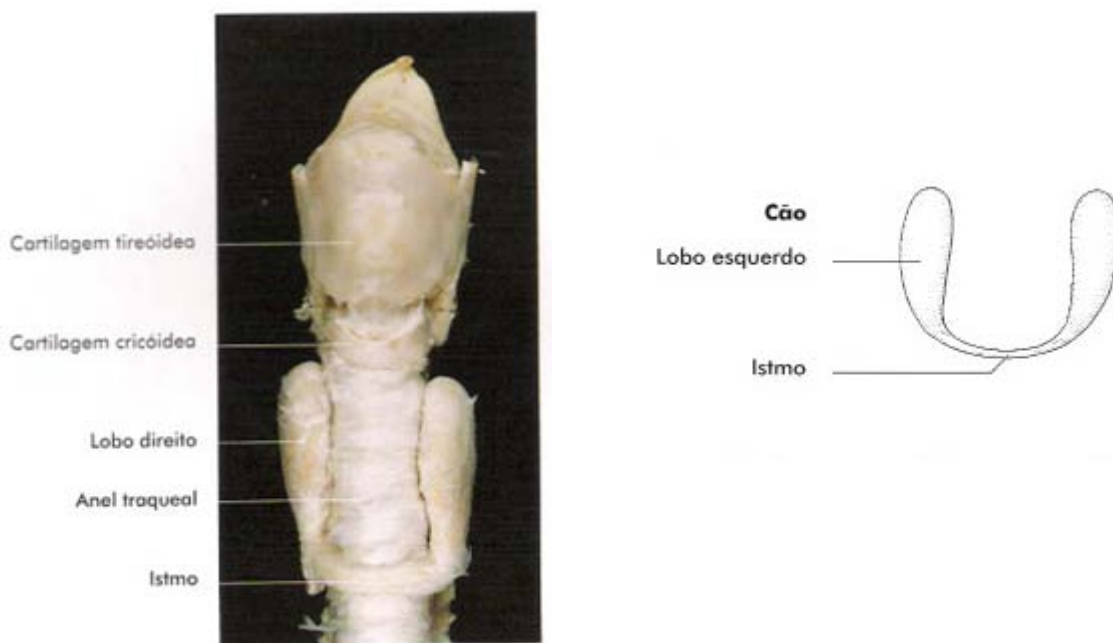 Cartilagem tireóidea
Cartilagem cricóidea
Lobo direito
Anel traqueal
Istmo
Cão
Lobo esquerdo
Istmo